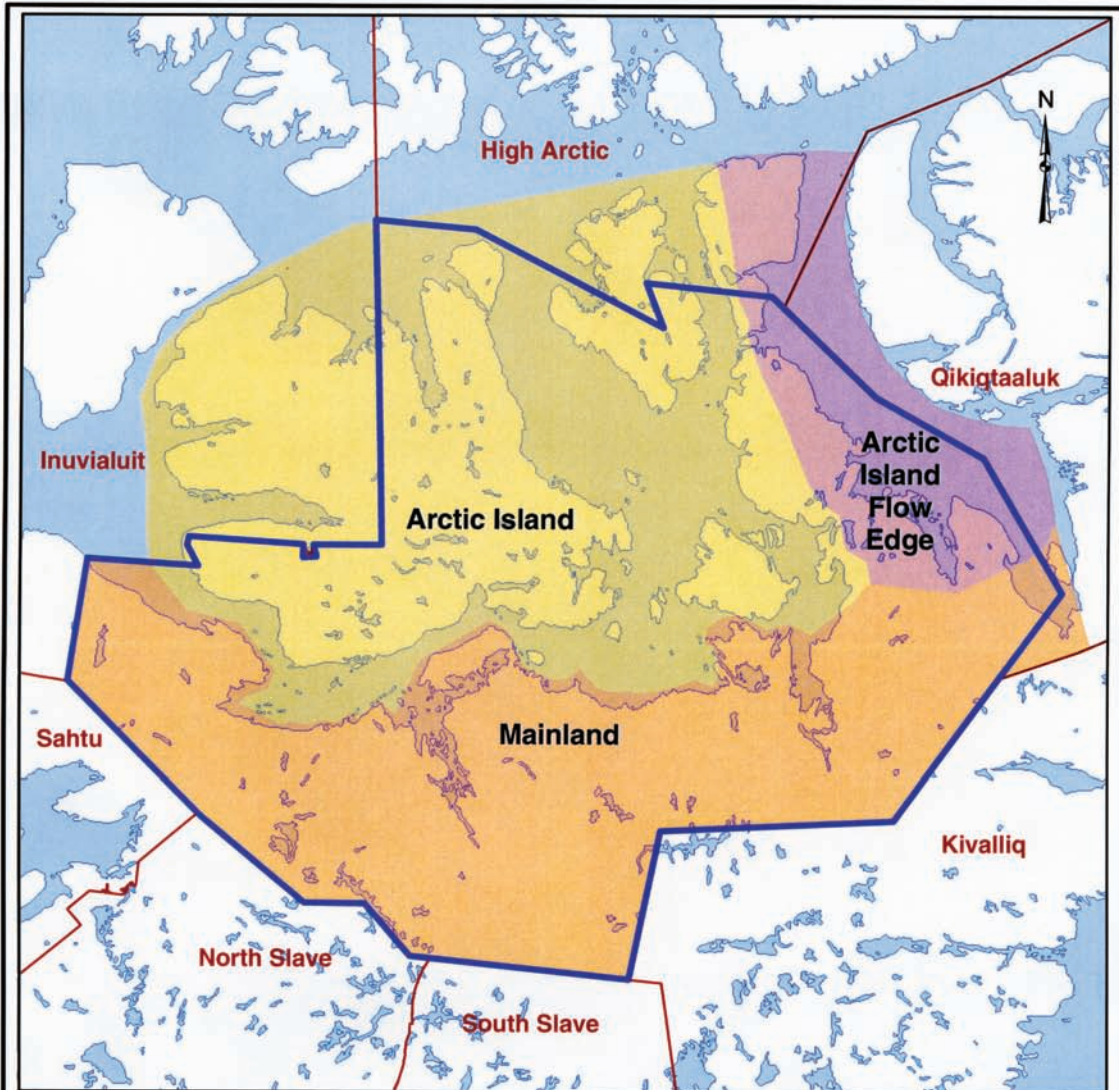 N
High Arctic
Qikiqtaaluk
Inuvialuit
Arctic
Island
Flow
Edge
Arctic Island
Mainland
Sahtu
Kivalliq
North Slave
South Slave